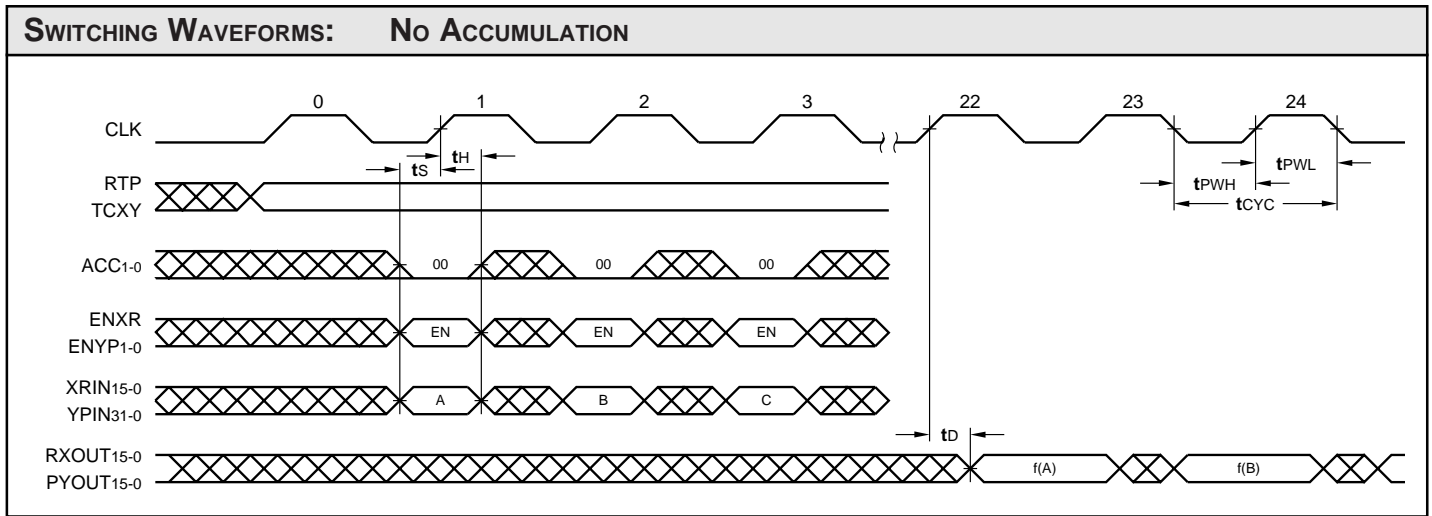 SWITCHING WAVEFORMS: NO ACCUMULATION
0 1 2 3 22 23 24
CLK
tH
tS
tPWL
tPWH
tCYC
RTP
TCXY
ACC1-0 00 00 00
ENXR
ENYP1-0
EN EN EN
XRIN15-0
YPIN31-0
A B C
tD
RXOUT15-0
PYOUT15-0
f(A) f(B)